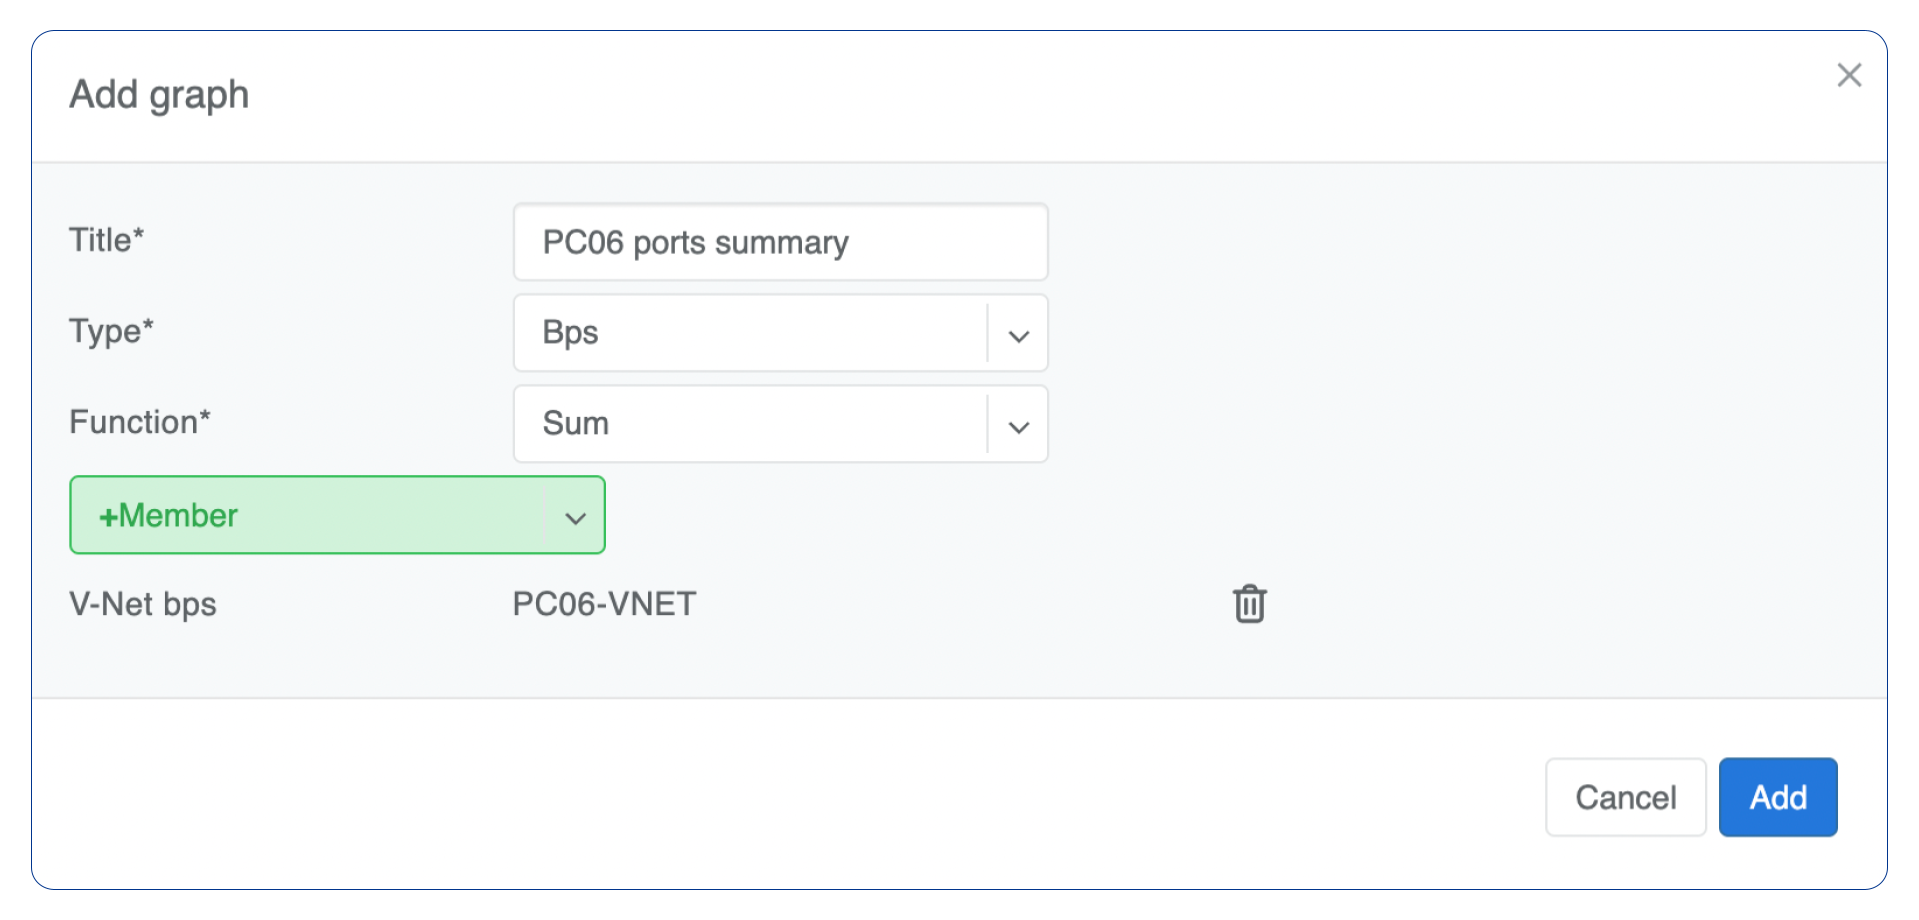 Add graph
Title*
PC06 ports summary
Type*
Bps
Function*
Sum
+Member
V-Net bps
PC06-VNET
Cancel
Add